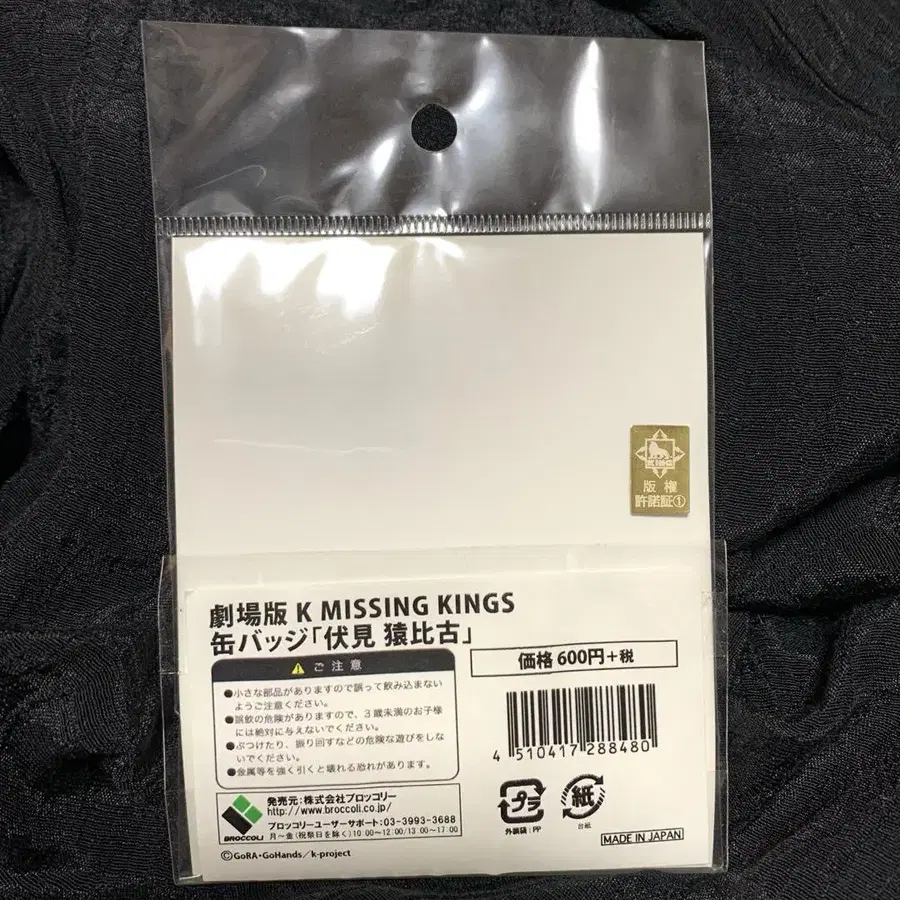 KING
版権
許諾証①
劇場版 K MISSING KINGS
缶バッジ「伏見 猿比古」
価格 600円+税
ご注意
●小さな部品がありますので誤って飲み込まない
ようご注意ください。
●誤飲の危険がありますので、3歳未満のお子様
には絶対に与えないでください。
●ぶつけたり、振り回すなどの危険な遊びをしな
いでください。
●金属等を強く引くと壊れる恐れがあります。
4 510417 288480
BROCCOLI
発売元:株式会社ブロッコリー
http://www.broccoli.co.jp/
ブロッコリーユーザーサポート:03-3993-3688
月~金(祝祭日を除く)10:00~12:00/13:00~17:00
プラ
外装袋:PP
紙
台紙
MADE IN JAPAN
©GoRA・GoHands/k-project